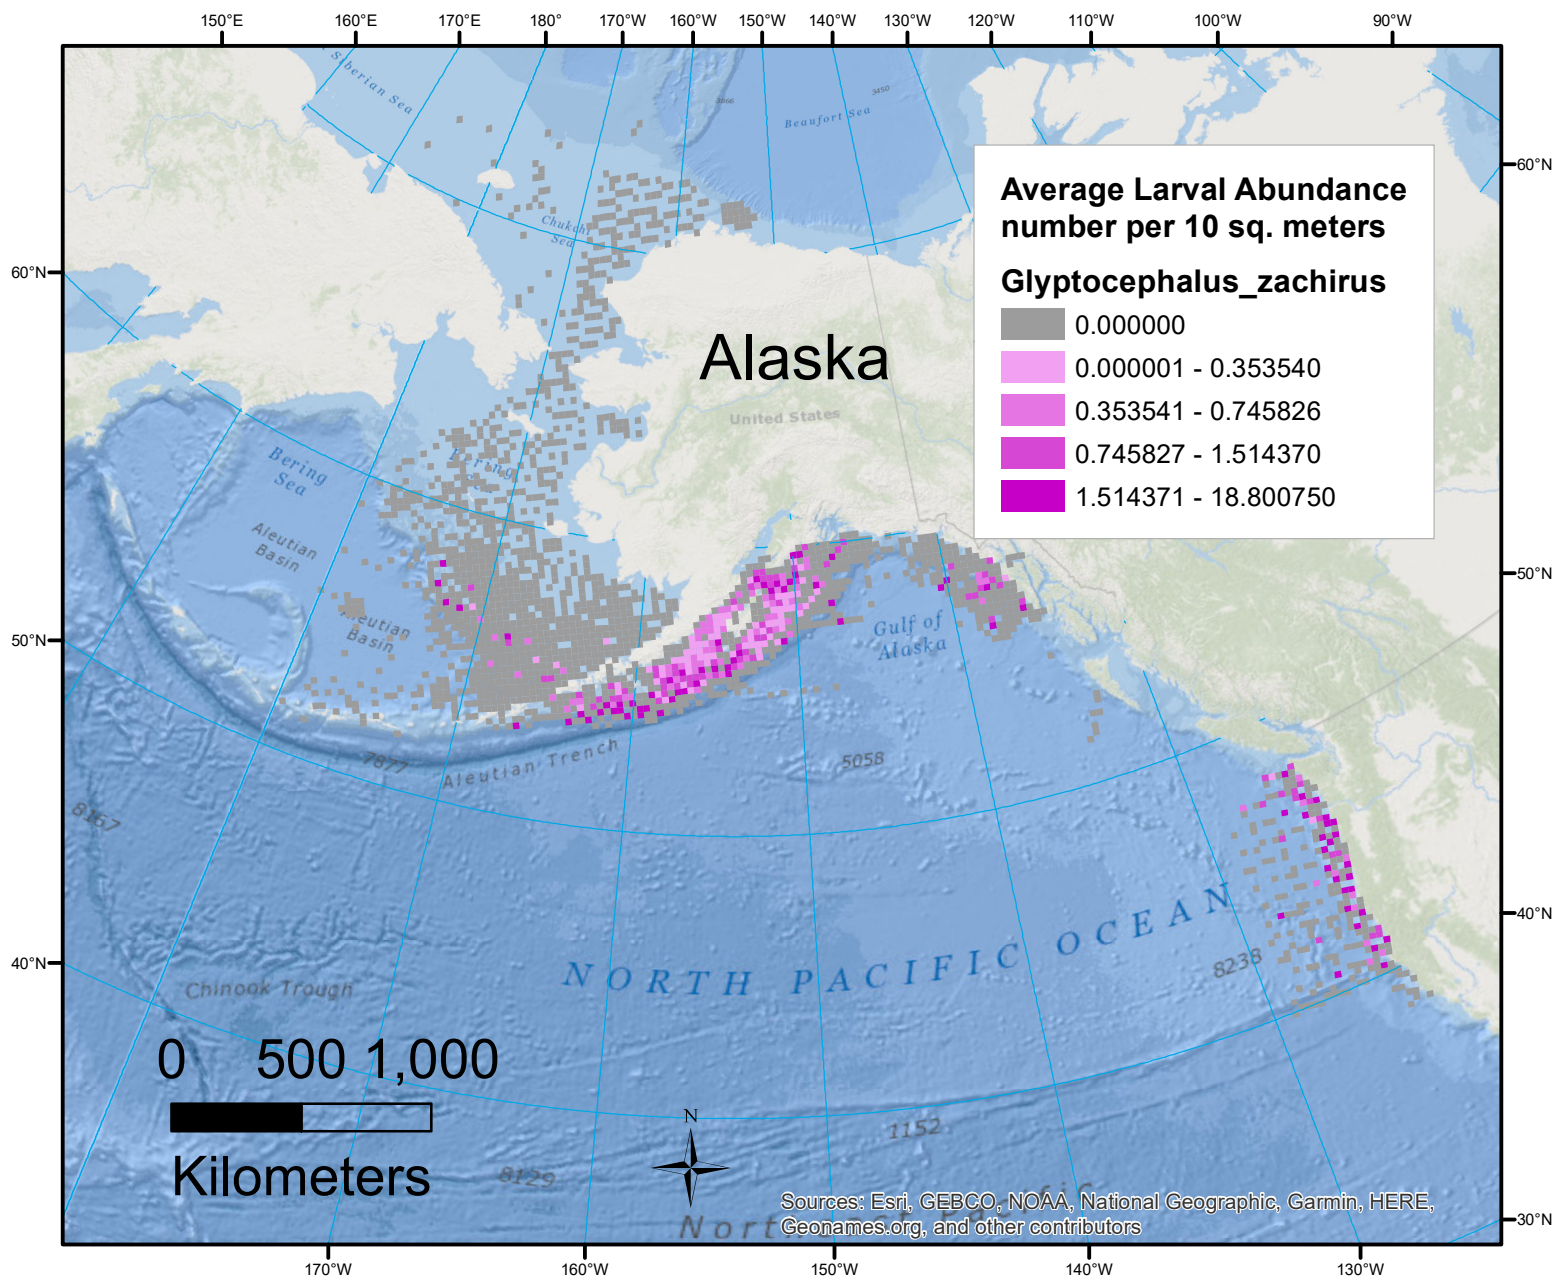 150°E 160°E 170°E 180° 170°W 160°W 150°W 140°W 130°W 120°W 110°W 100°W 90°W
Siberian Sea
3866
3450
Beaufort Sea
60°N
Average Larval Abundance
number per 10 sq. meters
Glyptocephalus_zachirus
0.000000
0.000001 - 0.353540
0.353541 - 0.745826
0.745827 - 1.514370
1.514371 - 18.800750
Chukchi
Sea
60°N
Alaska
United States
Bering
Sea
Bering
Aleutian
Basin
50°N
Aleutian
Basin
Gulf of
Alaska
50°N
7877
Aleutian Trench
5058
8167
40°N
NORTH PACIFIC OCEAN
8238
40°N
Chinook Trough
0 500 1,000
Kilometers
N
1152
8129
Sources: Esri, GEBCO, NOAA, National Geographic, Garmin, HERE,
Geonames.org, and other contributors
30°N
170°W 160°W 150°W 140°W 130°W